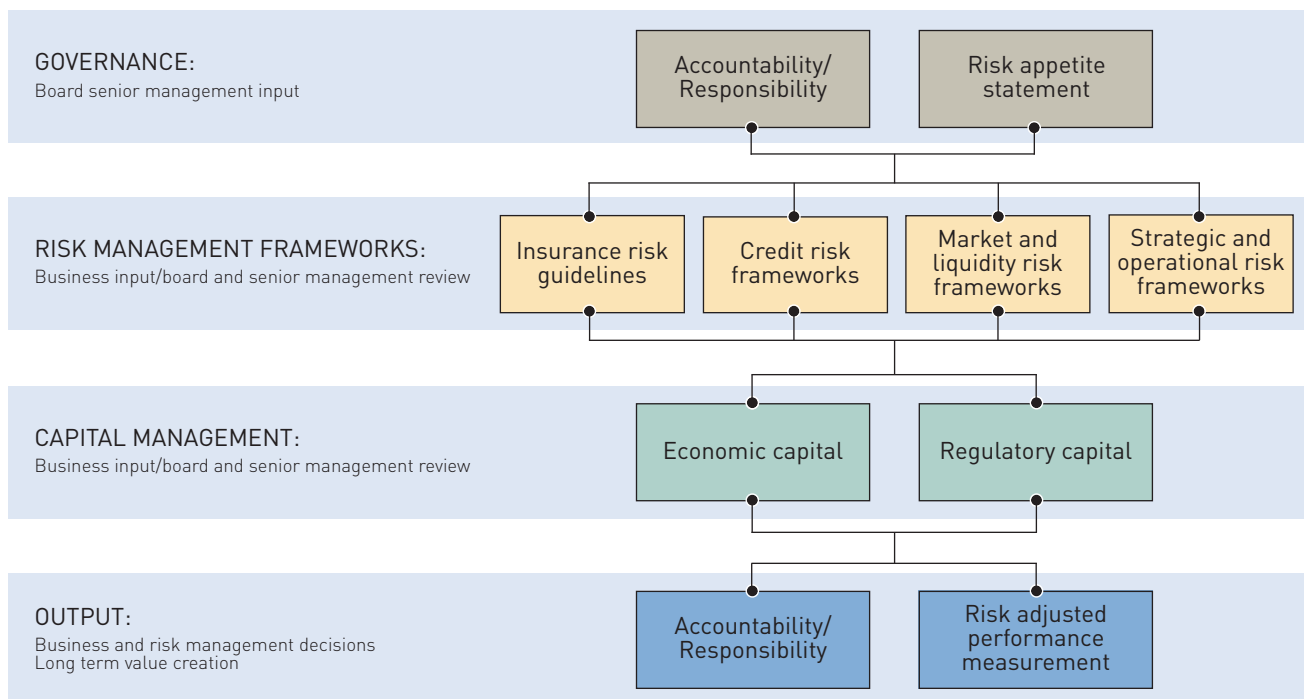 GOVERNANCE:
Board senior management input
Accountability/
Responsibility
Risk appetite
statement
RISK MANAGEMENT FRAMEWORKS:
Business input/board and senior management review
Insurance risk
guidelines
Credit risk
frameworks
Market and
liquidity risk
frameworks
Strategic and
operational risk
frameworks
CAPITAL MANAGEMENT:
Business input/board and senior management review
Economic capital
Regulatory capital
OUTPUT:
Business and risk management decisions
Long term value creation
Accountability/
Responsibility
Risk adjusted
performance
measurement